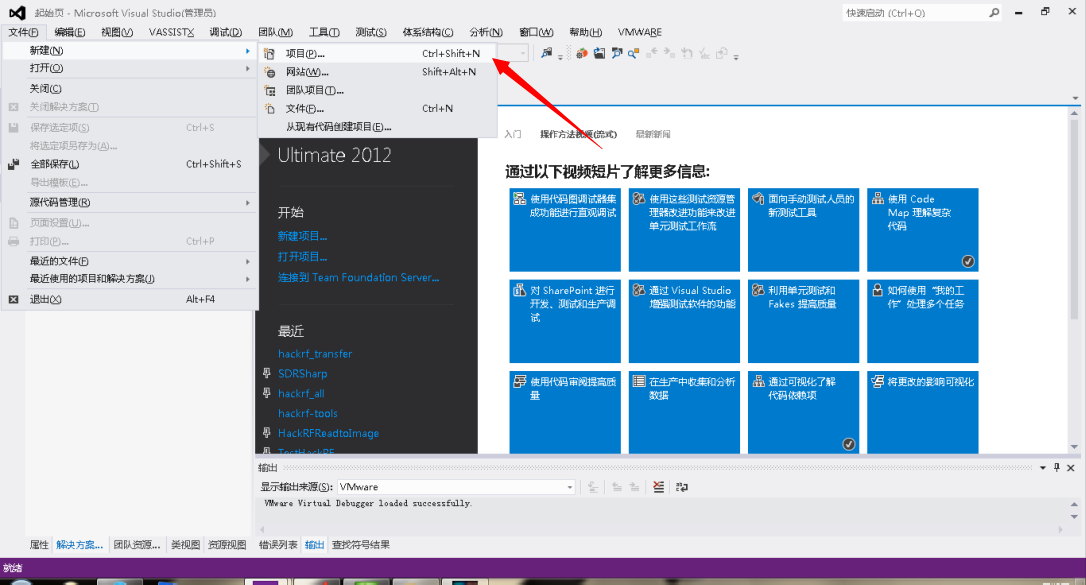 起始页 - Microsoft Visual Studio(管理员)
快速启动 (Ctrl+Q)
文件(F) 编辑(E) 视图(V) VASSISTX 调试(D) 团队(M) 工具(T) 测试(S) 体系结构(C) 分析(N) 窗口(W) 帮助(H) VMWARE
新建(N)
打开(O)
关闭(C)
关闭解决方案(T)
保存选定项(S) Ctrl+S
将选定项另存为(A)...
全部保存(L) Ctrl+Shift+S
导出模板(E)...
源代码管理(R)
页面设置(U)...
打印(P)... Ctrl+P
最近的文件(F)
最近使用的项目和解决方案(J)
退出(X) Alt+F4
项目(P)... Ctrl+Shift+N
网站(W)... Shift+Alt+N
团队项目(T)...
文件(F)... Ctrl+N
从现有代码创建项目(E)...
Ultimate 2012
开始
新建项目...
打开项目...
连接到 Team Foundation Server...
最近
hackrf_transfer
SDRSharp
hackrf_all
hackrf-tools
HackRFReadtoImage
TestHackRF
入门 操作方法视频(流式) 最新新闻
通过以下视频短片了解更多信息:
使用代码图调试器集
成功能进行直观调试
使用这些测试资源管
理器改进功能来改进
单元测试工作流
面向手动测试人员的
新测试工具
使用 Code
Map 理解复杂
代码
对 SharePoint 进行
开发、测试和生产调
试
通过 Visual Studio
增强测试软件的功能
利用单元测试和
Fakes 提高质量
如何使用“我的工
作”处理多个任务
使用代码审阅提高质
量
在生产中收集和分析
数据
通过可视化了解
代码依赖项
将更改的影响可视化
输出
显示输出来源(S): VMware
VMware Virtual Debugger loaded successfully.
属性 解决方案... 团队资源... 类视图 资源视图 错误列表 输出 查找符号结果
就绪